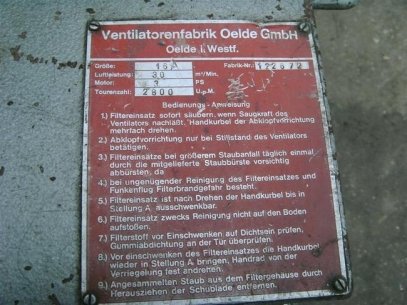 Ventilatorenfabrik Oelde GmbH
Oelde i. Westf.
Größe: 16A Fabrik-Nr. 122672
Luftleistung: 30 m³/Min.
Motor: 3 PS
Tourenzahl: 2800 U.p.M.
Bedienungs-Anweisung
1.) Filtereinsatz sofort säubern, wenn Saugkraft des
Ventilators nachläßt. Handkurbel der Abklopfvorrichtung
mehrfach drehen.
2.) Abklopfvorrichtung nur bei Stillstand des Ventilators
betätigen.
3.) Filtereinsätze bei größerem Staubanfall täglich einmal
durch die mitgelieferte Staubbürste vorsichtig
abbürsten, da
4.) bei ungenügender Reinigung des Filtereinsatzes und
Funkenflug Filterbrandgefahr besteht.
5.) Filtereinsatz ist nach Drehen der Handkurbel bis in
Stellung A ausschwenkbar.
6.) Filtereinsatz zwecks Reinigung nicht auf den Boden
aufstoßen.
7.) Filterstoff vor Einschwenken auf Dichtsein prüfen,
Gummiabdichtung an der Tür überprüfen.
8.) Vor einschwenken des Filtereinsatzes die Handkurbel
wieder in Stellung A bringen, Handrad von der
Verriegelung fest andrehen.
9.) Angesammelten Staub aus dem Filtergehäuse durch
Herausziehen der Schublade entfernen.